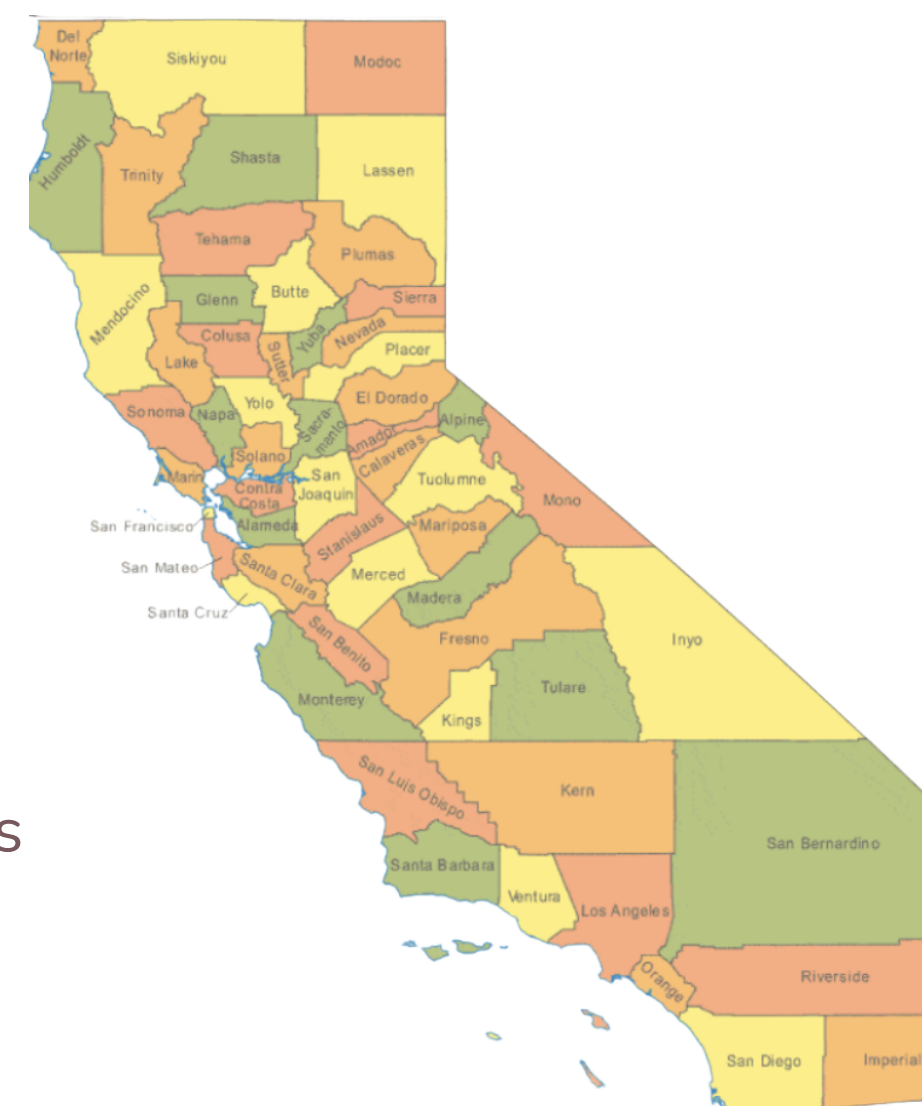 Del
Norte
Siskiyou
Modoc
Humboldt
Trinity
Shasta
Lassen
Tehama
Plumas
Mendocino
Glenn
Butte
Sierra
Colusa
Yuba
Nevada
Lake
Sutter
Placer
Sonoma
Napa
Yolo
El Dorado
Sacra-
mento
Alpine
Amador
Solano
Marin
Calaveras
Contra
Costa
San
Joaquin
Tuolumne
Mono
San Francisco
Alameda
Stanislaus
Mariposa
San Mateo
Santa Clara
Merced
Santa Cruz
Madera
San Benito
Fresno
Inyo
Monterey
Tulare
Kings
San Luis Obispo
Kern
s
San Bernardino
Santa Barbara
Ventura
Los Angeles
Orange
Riverside
San Diego
Imperial